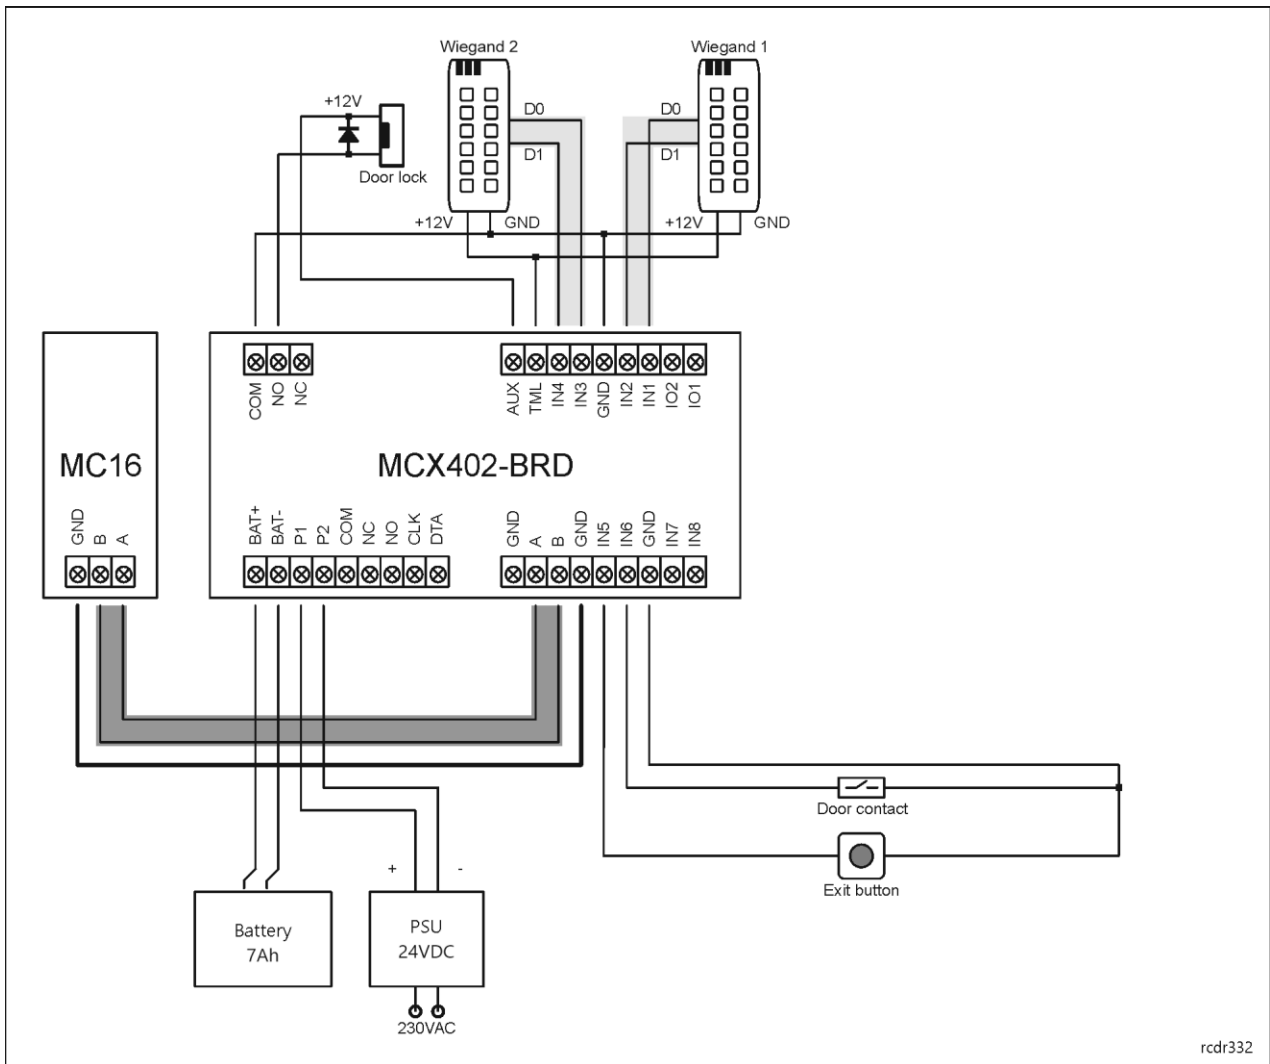 Wiegand 2
Wiegand 1
+12V
Door lock
D0
D1
D0
D1
+12V
GND
+12V
GND
COM
NO
NC
AUX
TML
IN4
IN3
GND
IN2
IN1
IO2
IO1
MC16
MCX402-BRD
GND
B
A
BAT+
BAT-
P1
P2
COM
NC
NO
CLK
DTA
GND
A
B
GND
IN5
IN6
GND
IN7
IN8
Door contact
Exit button
+
-
Battery
7Ah
PSU
24VDC
230VAC
rcdr332